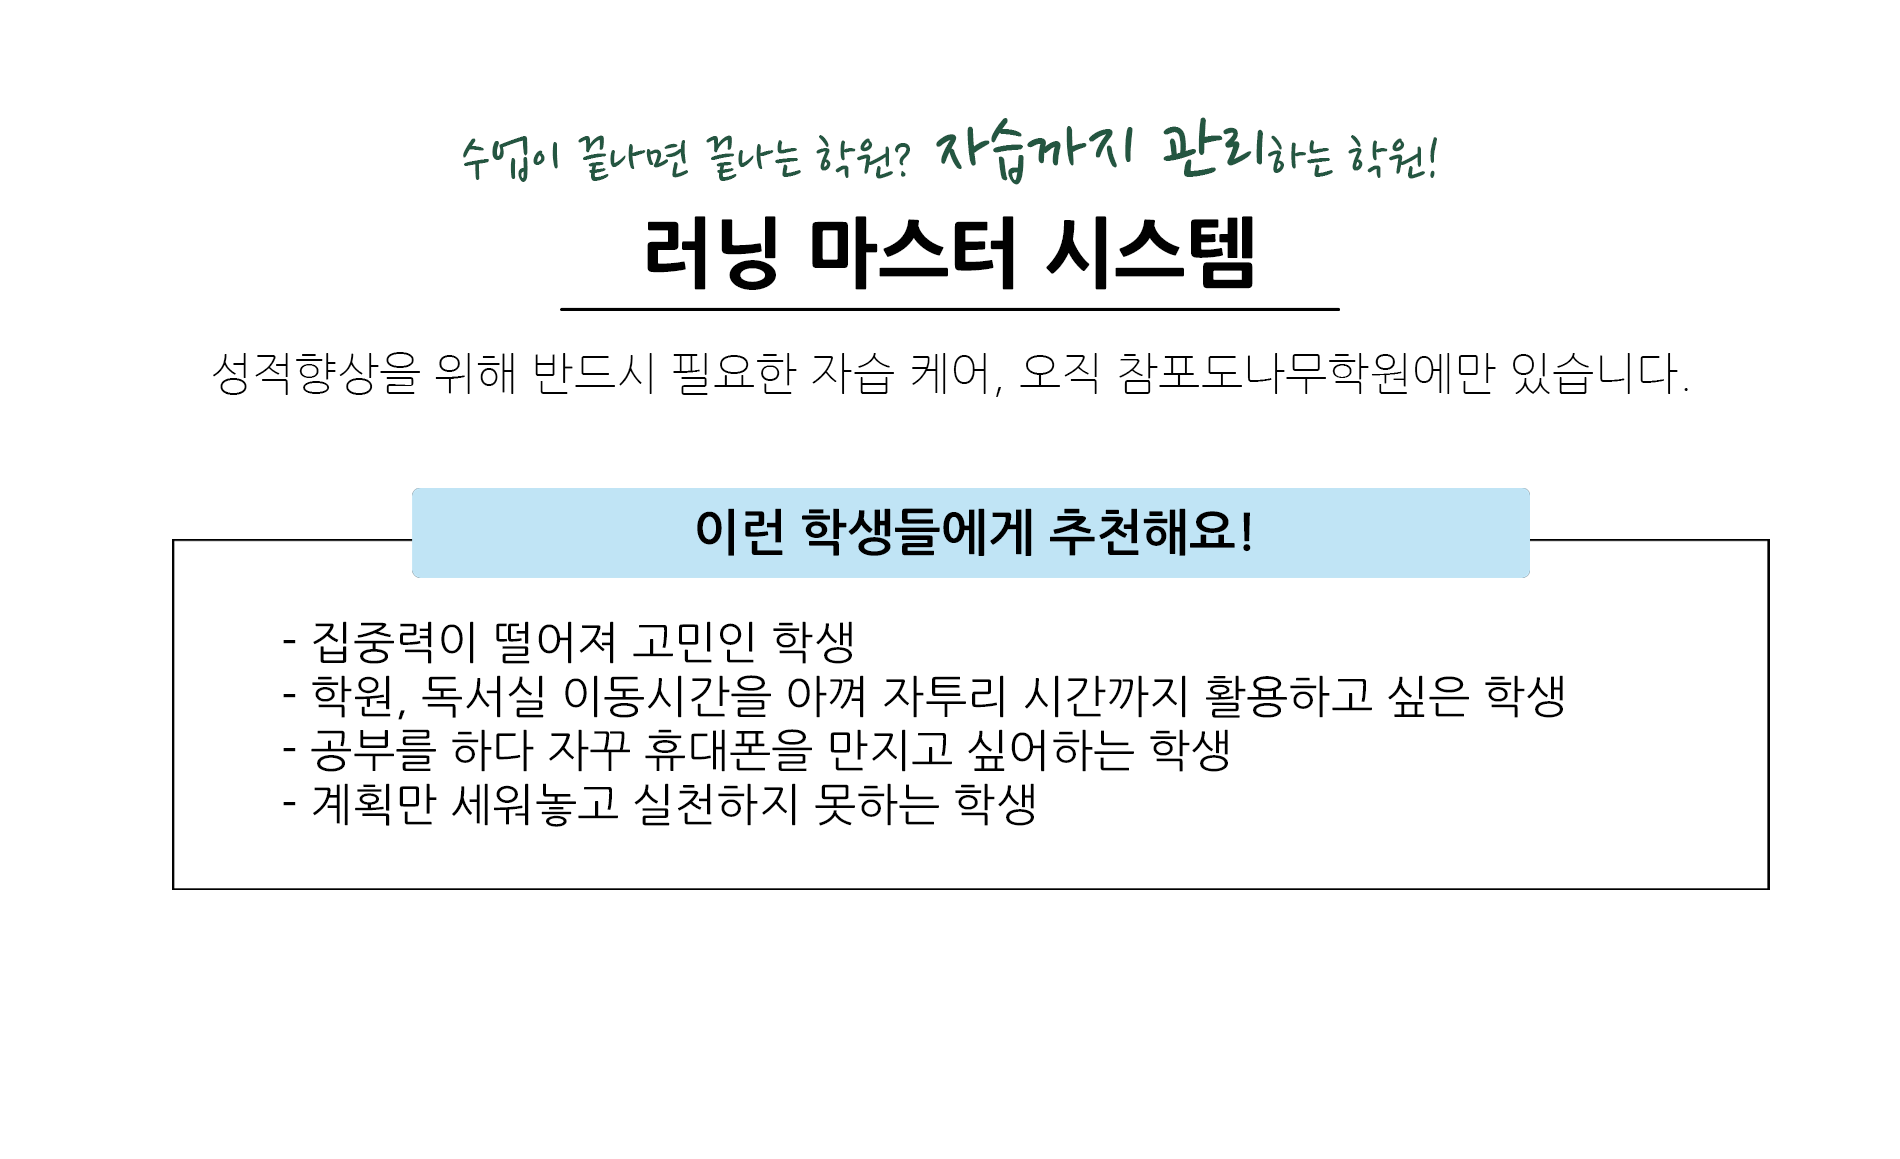 수업이 끝나면 끝나는 학원? 자습까지 관리하는 학원!
러닝 마스터 시스템
성적향상을 위해 반드시 필요한 자습 케어, 오직 참포도나무학원에만 있습니다.
이런 학생들에게 추천해요!
- 집중력이 떨어져 고민인 학생
- 학원, 독서실 이동시간을 아껴 자투리 시간까지 활용하고 싶은 학생
- 공부를 하다 자꾸 휴대폰을 만지고 싶어하는 학생
- 계획만 세워놓고 실천하지 못하는 학생